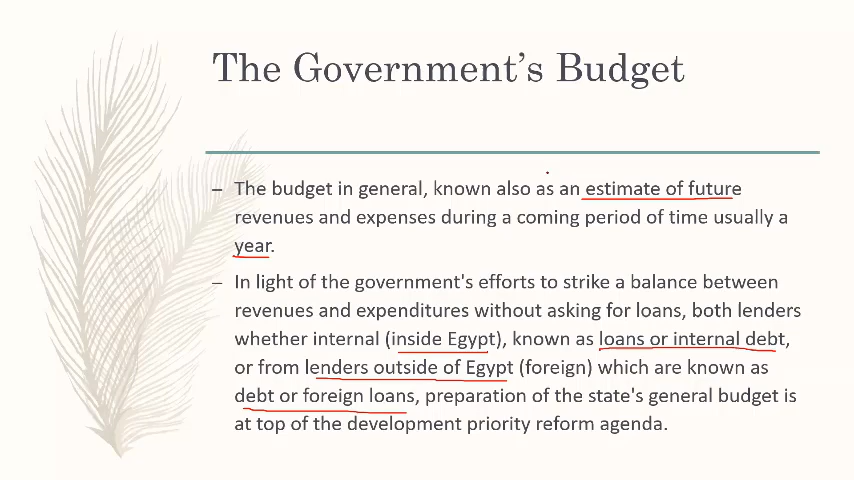 The Government’s Budget
– The budget in general, known also as an estimate of future
revenues and expenses during a coming period of time usually a
year.
– In light of the government's efforts to strike a balance between
revenues and expenditures without asking for loans, both lenders
whether internal (inside Egypt), known as loans or internal debt,
or from lenders outside of Egypt (foreign) which are known as
debt or foreign loans, preparation of the state's general budget is
at top of the development priority reform agenda.